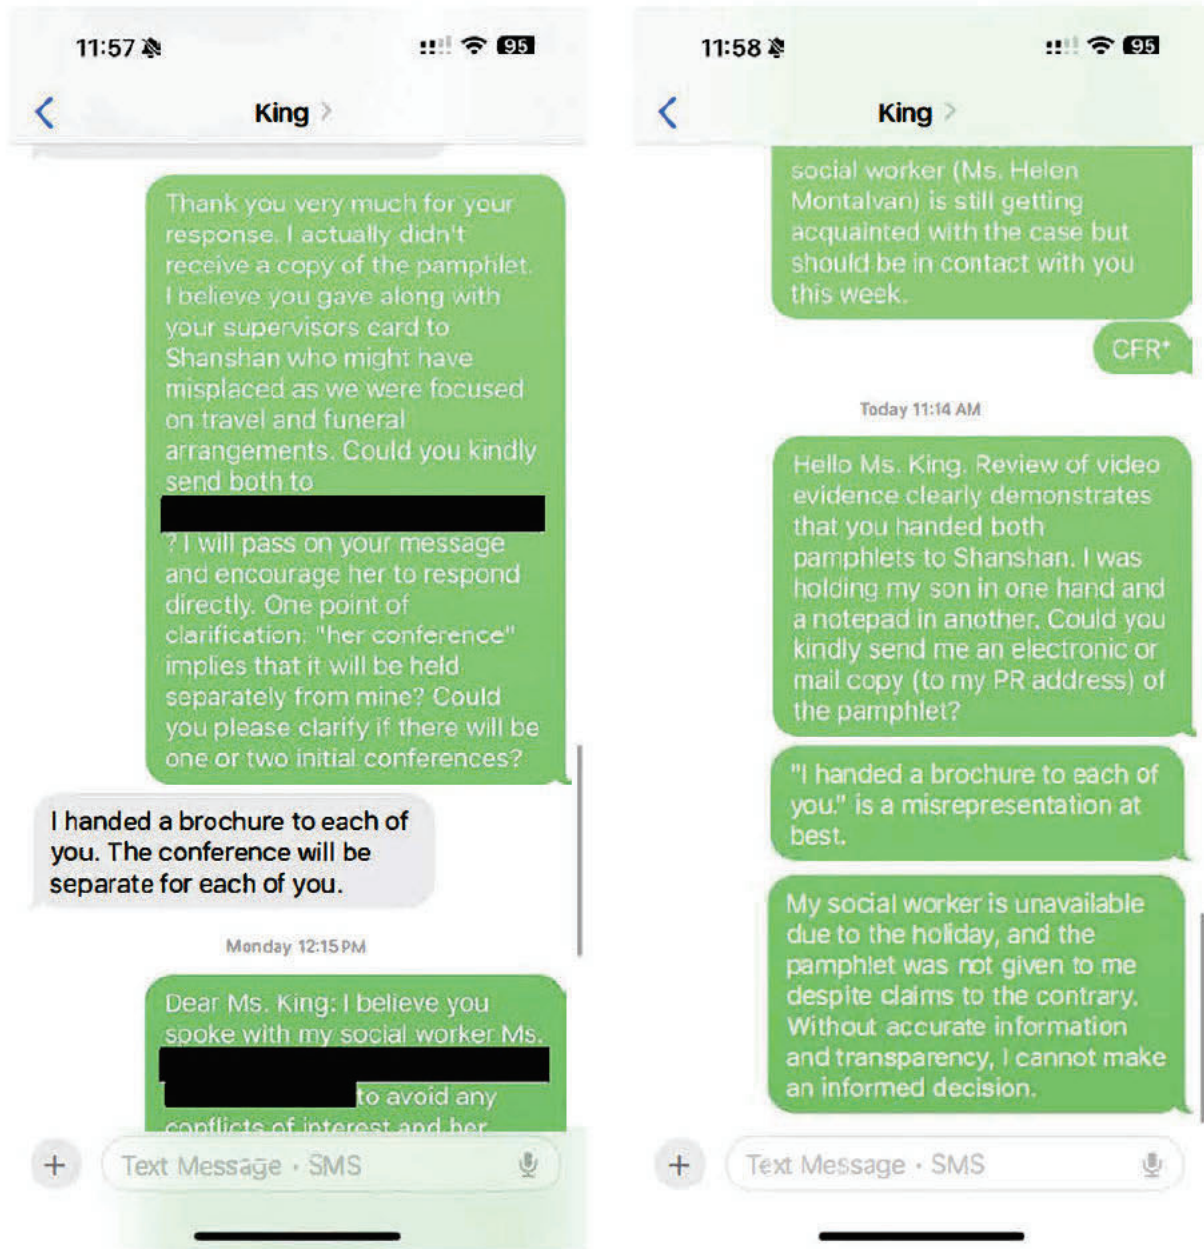 11:57
95
King
Thank you very much for your
response. I actually didn't
receive a copy of the pamphlet.
I believe you gave along with
your supervisors card to
Shanshan who might have
misplaced as we were focused
on travel and funeral
arrangements. Could you kindly
send both to
? I will pass on your message
and encourage her to respond
directly. One point of
clarification: "her conference"
implies that it will be held
separately from mine? Could
you please clarify if there will be
one or two initial conferences?
I handed a brochure to each of
you. The conference will be
separate for each of you.
Monday 12:15 PM
Dear Ms. King: I believe you
spoke with my social worker Ms.
to avoid any
conflicts of interest and her
Text Message · SMS
11:58
95
King
social worker (Ms. Helen
Montalvan) is still getting
acquainted with the case but
should be in contact with you
this week.
CFR*
Today 11:14 AM
Hello Ms. King. Review of video
evidence clearly demonstrates
that you handed both
pamphlets to Shanshan. I was
holding my son in one hand and
a notepad in another. Could you
kindly send me an electronic or
mail copy (to my PR address) of
the pamphlet?
"I handed a brochure to each of
you." is a misrepresentation at
best.
My social worker is unavailable
due to the holiday, and the
pamphlet was not given to me
despite claims to the contrary.
Without accurate information
and transparency, I cannot make
an informed decision.
Text Message · SMS